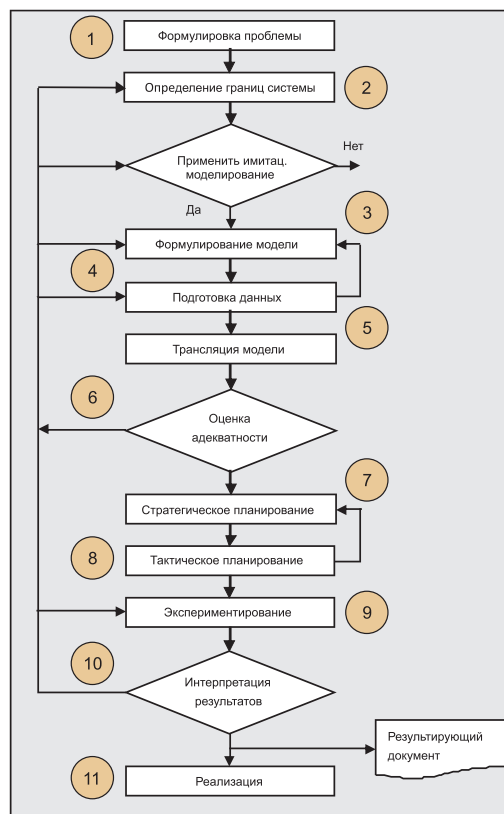 1
Формулировка проблемы
Определение границ системы
2
Применить имитац.
моделирование
Нет
Да
3
Формулирование модели
4
Подготовка данных
5
Трансляция модели
6
Оценка
адекватности
7
Стратегическое планирование
8
Тактическое планирование
Экспериментирование
9
10
Интерпретация
результатов
Результирующий
документ
11
Реализация